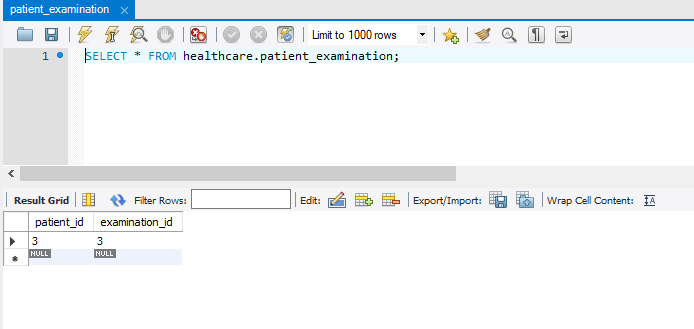 patient_examination
Limit to 1000 rows
1 SELECT * FROM healthcare.patient_examination;
Result Grid Filter Rows: Edit: Export/Import: Wrap Cell Content:
patient_id examination_id
3 3
NULL NULL